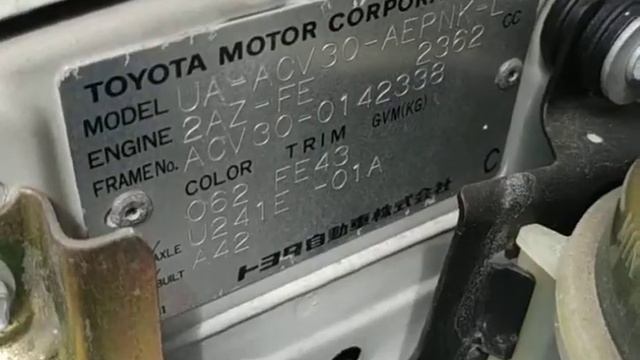 TOYOTA MOTOR CORPOR
MODEL UA-ACV30-AEPNK-L
ENGINE 2AZ-FE 2362 CC
FRAME No. ACV30-0142338
COLOR TRIM GVM(KG)
062 FE43 C
AXLE U241E -01A
BUILT A42
トヨタ自動車株式会社